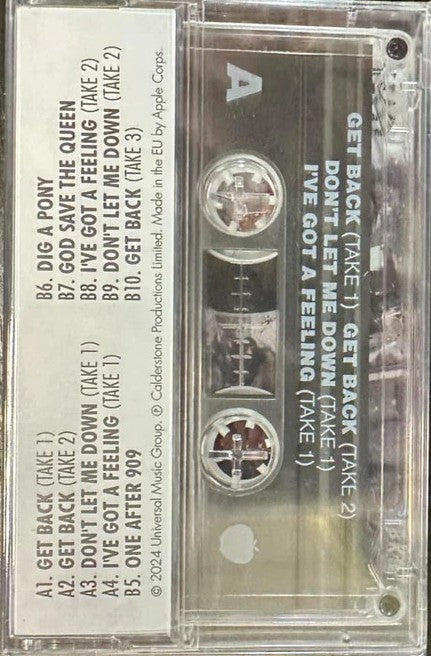 A1. GET BACK (TAKE 1)
A2. GET BACK (TAKE 2)
A3. DON'T LET ME DOWN (TAKE 1)
A4. I'VE GOT A FEELING (TAKE 1)
B5. ONE AFTER 909
B6. DIG A PONY
B7. GOD SAVE THE QUEEN
B8. I'VE GOT A FEELING (TAKE 2)
B9. DON'T LET ME DOWN (TAKE 2)
B10. GET BACK (TAKE 3)
© 2024 Universal Music Group. ℗ Calderstone Productions Limited. Made in the EU by Apple Corps.
A
GET BACK (TAKE 1) GET BACK (TAKE 2)
DON'T LET ME DOWN (TAKE 1)
I'VE GOT A FEELING (TAKE 1)